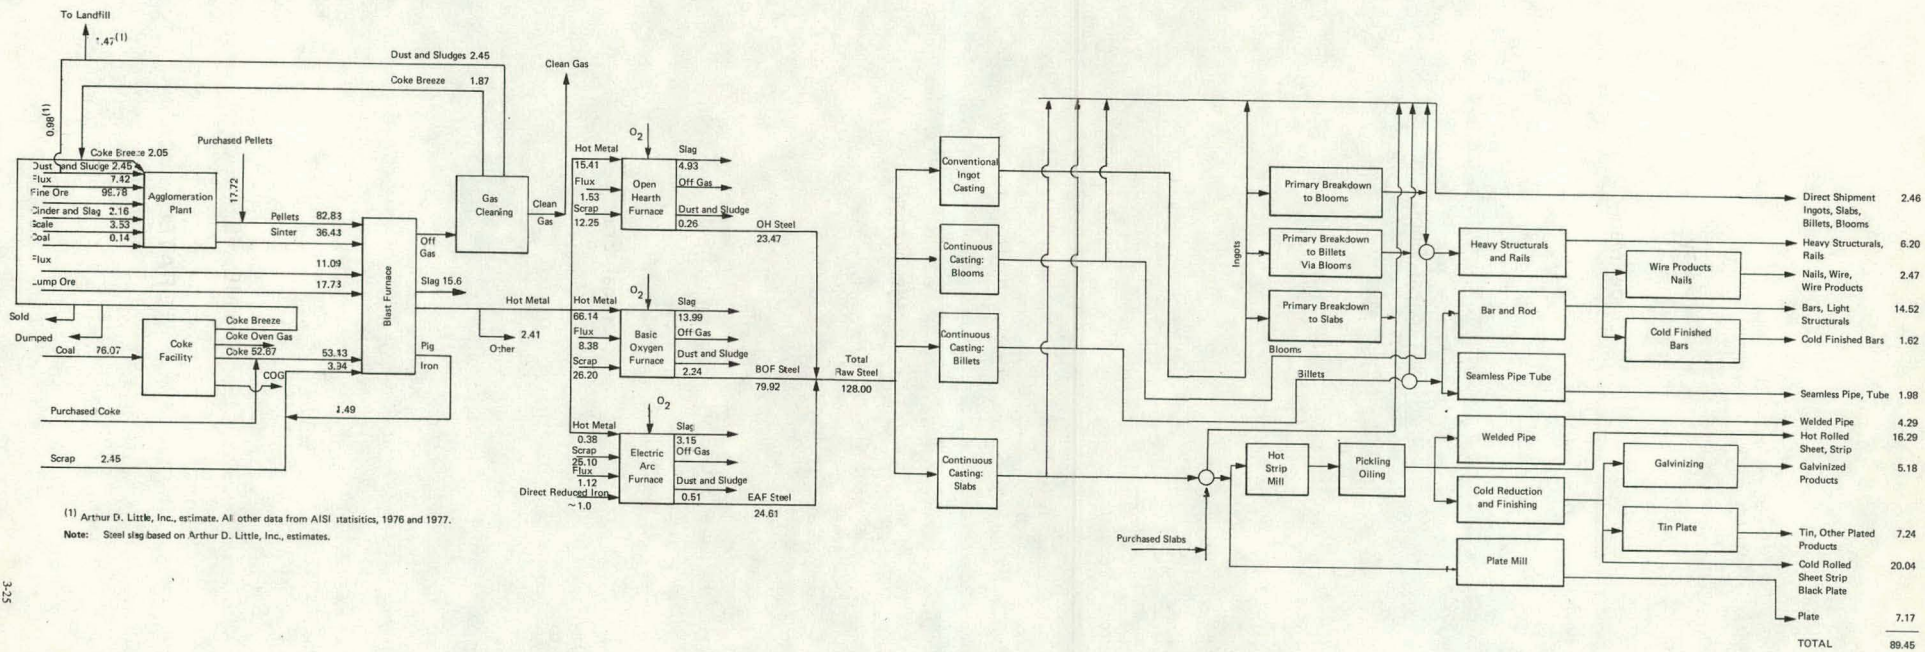 To Landfill
1.47(1)
Dust and Sludges 2.45
Coke Breeze 1.87
0.98(1)
Coke Breeze 2.05
Dust and Sludge 2.45
Flux
7.42
Fine Ore
99.78
Cinder and Slag 2.16
Scale
3.53
Coal
0.14
Agglomeration
Plant
Purchased Pellets
17.72
Pellets 82.83
Sinter 36.43
Flux
11.09
Lump Ore
17.73
Sold
Dumped
Coal 76.07
Coke
Facility
Coke Breeze
Coke Oven Gas
Coke 52.67
53.13
3.94
COG
Purchased Coke
1.49
Scrap 2.45
Blast Furnace
Off
Gas
Gas
Cleaning
Clean
Gas
Clean Gas
Slag 15.6
Hot Metal
2.41
Other
Pig
Iron
O2
Hot Metal
15.41
Flux
1.53
Scrap
12.25
Open
Hearth
Furnace
Slag
4.93
Off Gas
Durt and Sludge
0.26
OH Steel
23.47
O2
Hot Metal
66.14
Flux
8.38
Scrap
26.20
Basic
Oxygen
Furnace
Slag
13.99
Off Gas
Dust and Sludge
2.24
BOF Steel
79.92
O2
Hot Metal
0.38
Scrap
25.10
Flux
1.12
Direct Reduced Iron
~1.0
Electric
Arc
Furnace
Slag
3.15
Off Gas
Dust and Sludge
0.51
EAF Steel
24.61
Total
Raw Steel
128.00
Conventional
Ingot
Casting
Continuous
Casting:
Blooms
Continuous
Casting:
Billets
Continuous
Casting:
Slabs
Ingots
Primary Breakdown
to Blooms
Primary Breakdown
to Billets
Via Blooms
Primary Breakdown
to Slabs
Blooms
Billets
Purchased Slabs
Hot
Strip
Mill
Pickling
Oiling
Heavy Structurals
and Rails
Bar and Rod
Seamless Pipe Tube
Welded Pipe
Cold Reduction
and Finishing
Plate Mill
Wire Products
Nails
Cold Finished
Bars
Galvinizing
Tin Plate
Direct Shipment 2.46
Ingots, Slabs,
Billets, Blooms
Heavy Structurals, 6.20
Rails
Nails, Wire, 2.47
Wire Products
Bars, Light 14.52
Structurals
Cold Finished Bars 1.62
Seamless Pipe, Tube 1.98
Welded Pipe 4.29
Hot Rolled 16.29
Sheet, Strip
Galvinized 5.18
Products
Tin, Other Plated 7.24
Products
Cold Rolled 20.04
Sheet Strip
Black Plate
Plate 7.17
TOTAL 89.45
(1) Arthur D. Little, Inc., estimate. All other data from AISI statisitics, 1976 and 1977.
Note: Steel slag based on Arthur D. Little, Inc., estimates.
3-25